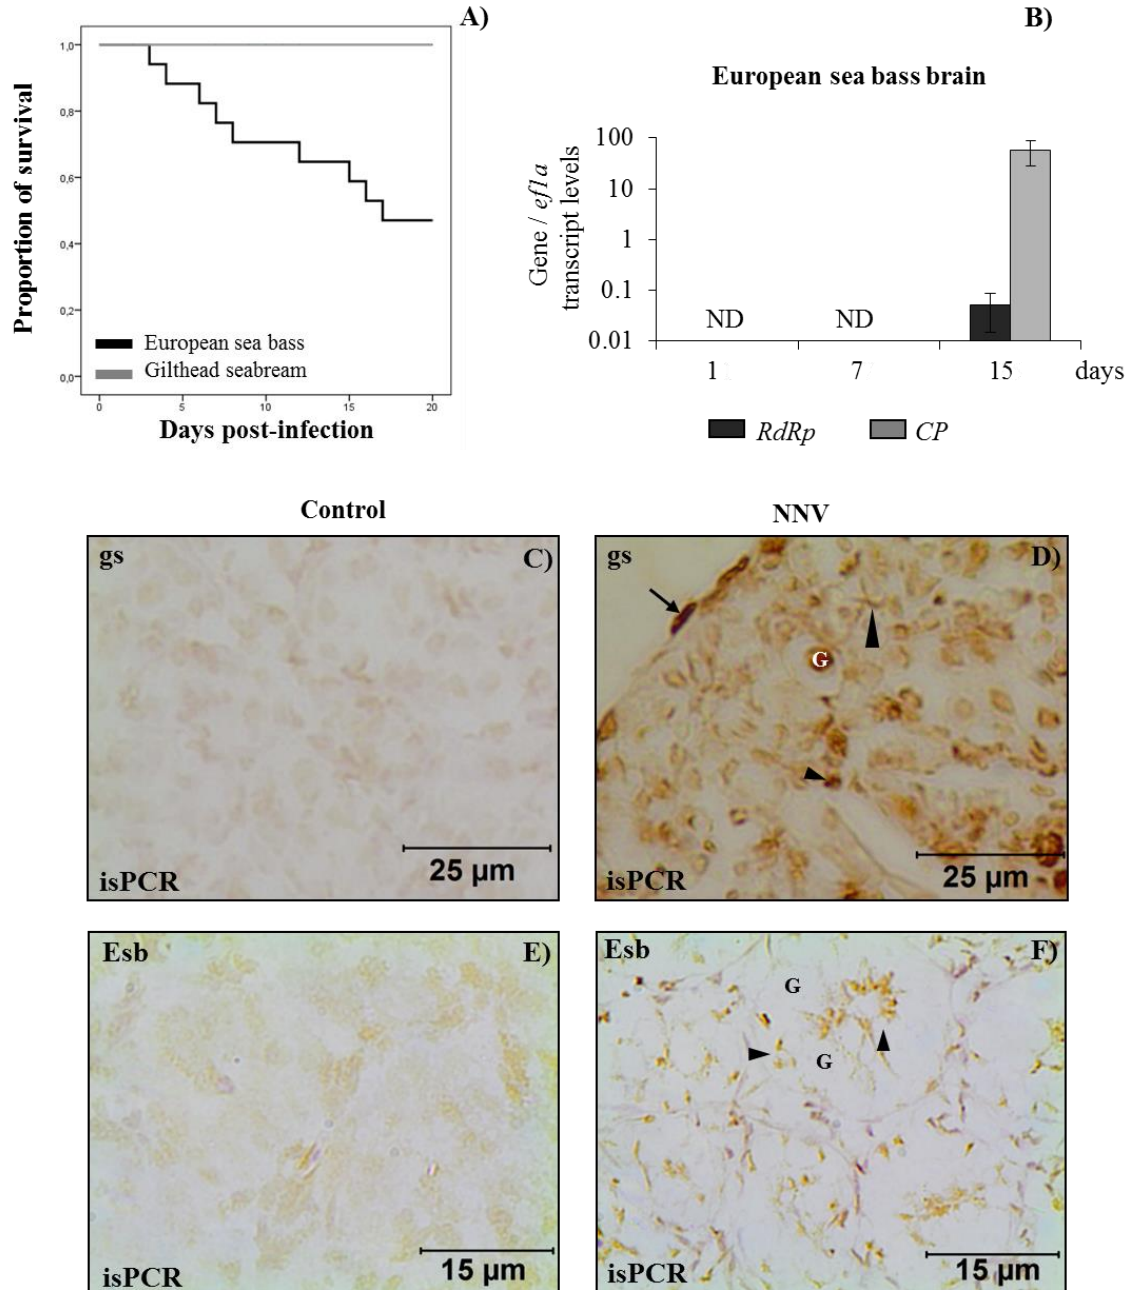 A)
Proportion of survival
1,0
0,8
0,6
0,4
0,2
0,0
European sea bass
Gilthead seabream
0
5
10
15
20
Days post-infection
B)
European sea bass brain
Gene / ef1a
transcript levels
100
10
1
0.1
0.01
ND
ND
1
7
15
days
RdRp
CP
Control
NNV
gs
C)
25 µm
isPCR
gs
D)
G
25 µm
isPCR
Esb
E)
15 µm
isPCR
Esb
F)
G
G
15 µm
isPCR